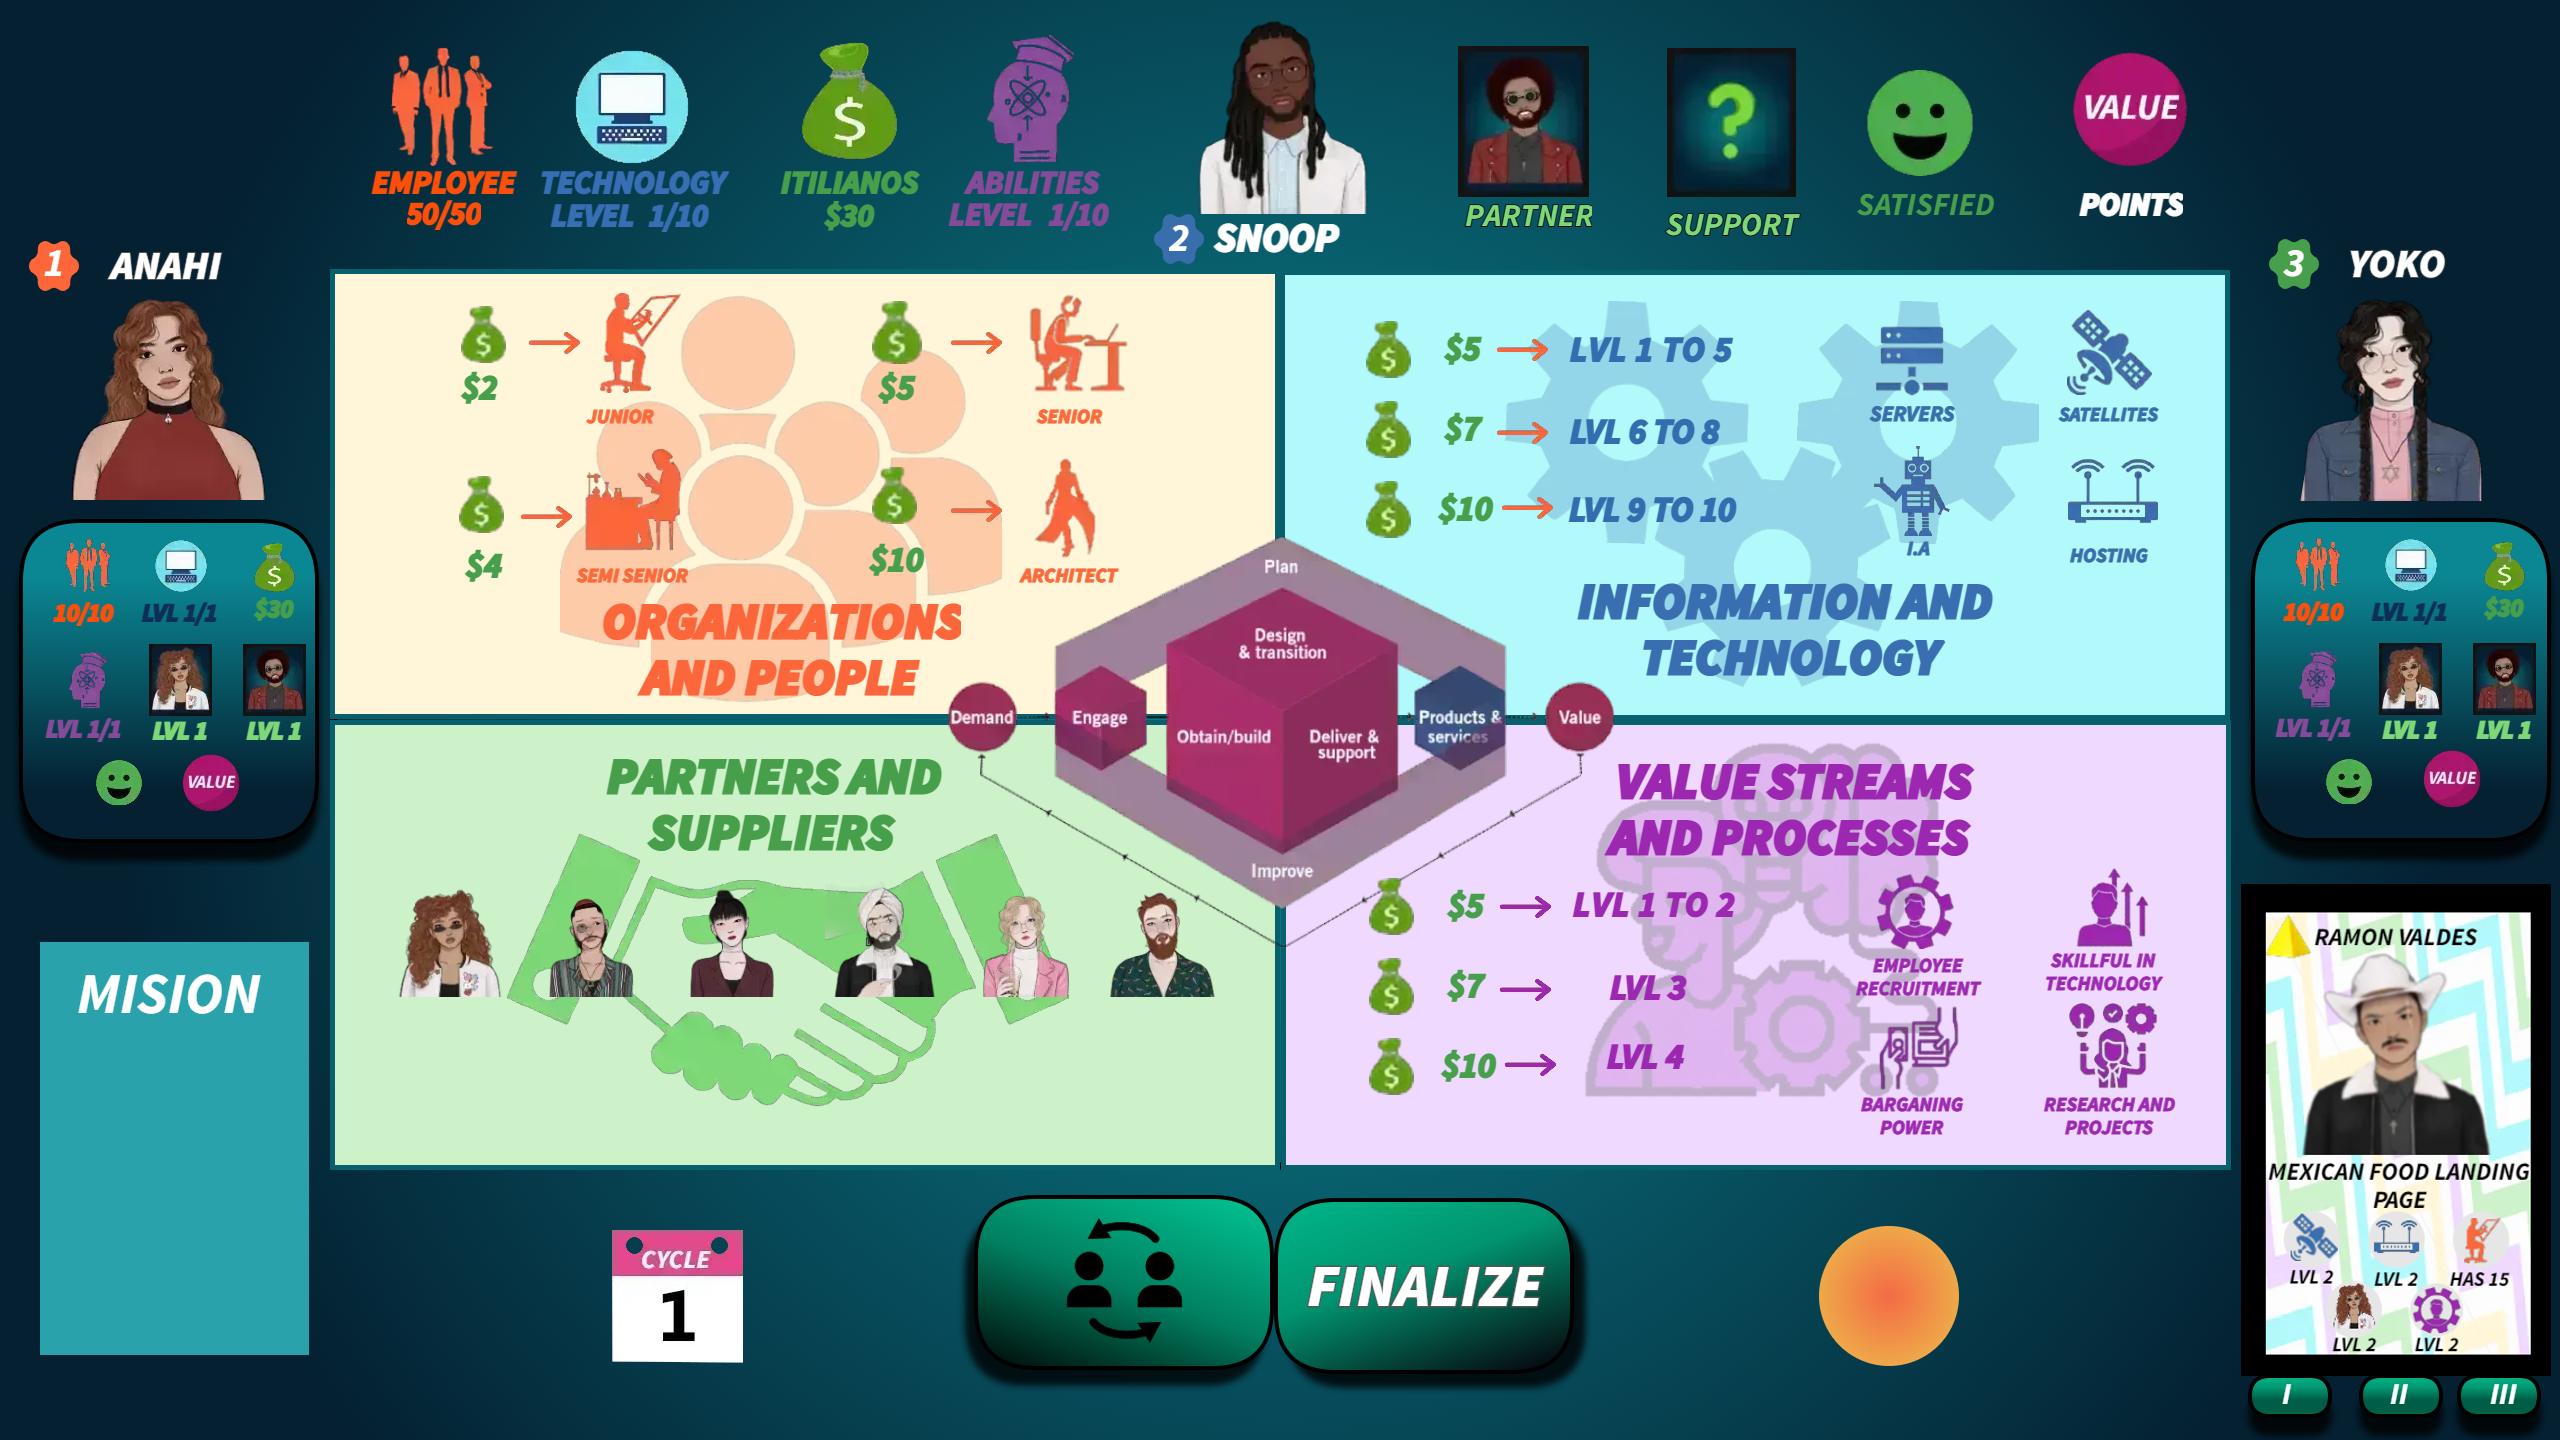 EMPLOYEE
50/50
TECHNOLOGY
LEVEL 1/10
$
ITILIANOS
$30
ABILITIES
LEVEL 1/10
2 SNOOP
PARTNER
?
SUPPORT
SATISFIED
VALUE
POINTS
1 ANAHI
10/10
LVL 1/1
$
$30
LVL 1/1
LVL 1
LVL 1
VALUE
3 YOKO
10/10
LVL 1/1
$
$30
LVL 1/1
LVL 1
LVL 1
VALUE
$
$2
JUNIOR
$
$5
SENIOR
$
$4
SEMI SENIOR
$
$10
ARCHITECT
ORGANIZATIONS
AND PEOPLE
$ $5 LVL 1 TO 5
$ $7 LVL 6 TO 8
$ $10 LVL 9 TO 10
SERVERS
SATELLITES
I.A
HOSTING
INFORMATION AND
TECHNOLOGY
Plan
Design
& transition
Demand
Engage
Obtain/build
Deliver &
support
Products &
services
Value
Improve
PARTNERS AND
SUPPLIERS
VALUE STREAMS
AND PROCESSES
$ $5 LVL 1 TO 2
$ $7 LVL 3
$ $10 LVL 4
EMPLOYEE
RECRUITMENT
SKILLFUL IN
TECHNOLOGY
BARGANING
POWER
RESEARCH AND
PROJECTS
MISION
RAMON VALDES
MEXICAN FOOD LANDING
PAGE
LVL 2
LVL 2
HAS 15
LVL 2
LVL 2
I
II
III
CYCLE
1
FINALIZE